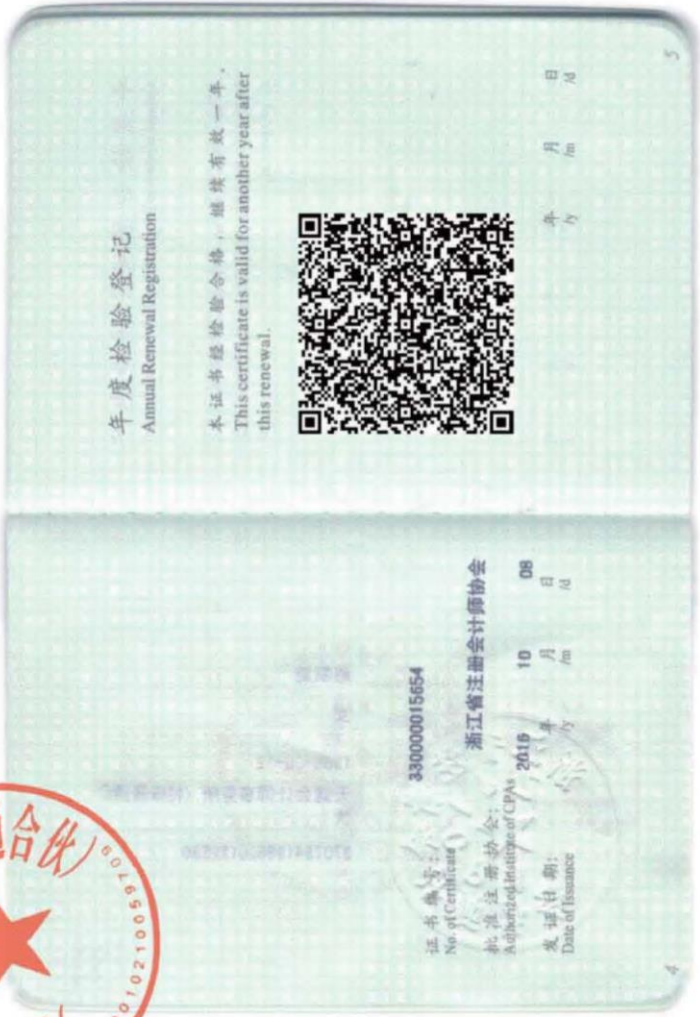 证书编号：
No. of Certificate
330000015654
批准注册协会：
Authorized Institute of CPAs
浙江省注册会计师协会
发证日期：
Date of Issuance
2016 年 10 月 08 日
/y /m /d
4
年度检验登记
Annual Renewal Registration
本证书经检验合格，继续有效一年。
This certificate is valid for another year after
this renewal.
年 月 日
/y /m /d
5
合伙）